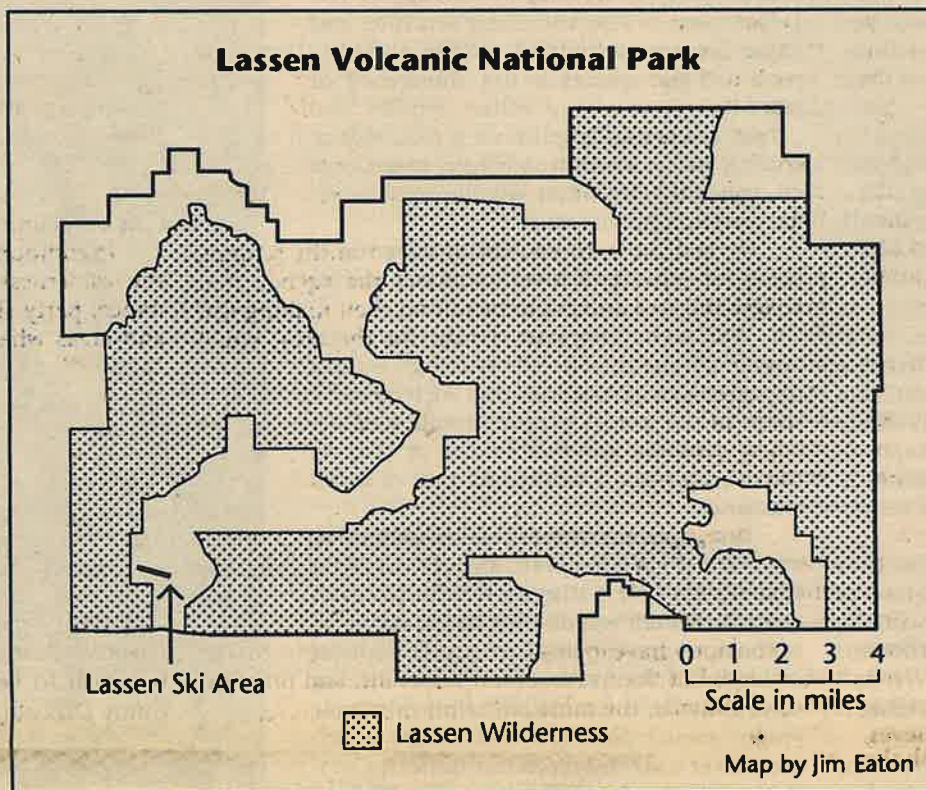 Lassen Volcanic National Park
Lassen Ski Area
0 1 2 3 4
Scale in miles
Lassen Wilderness
Map by Jim Eaton